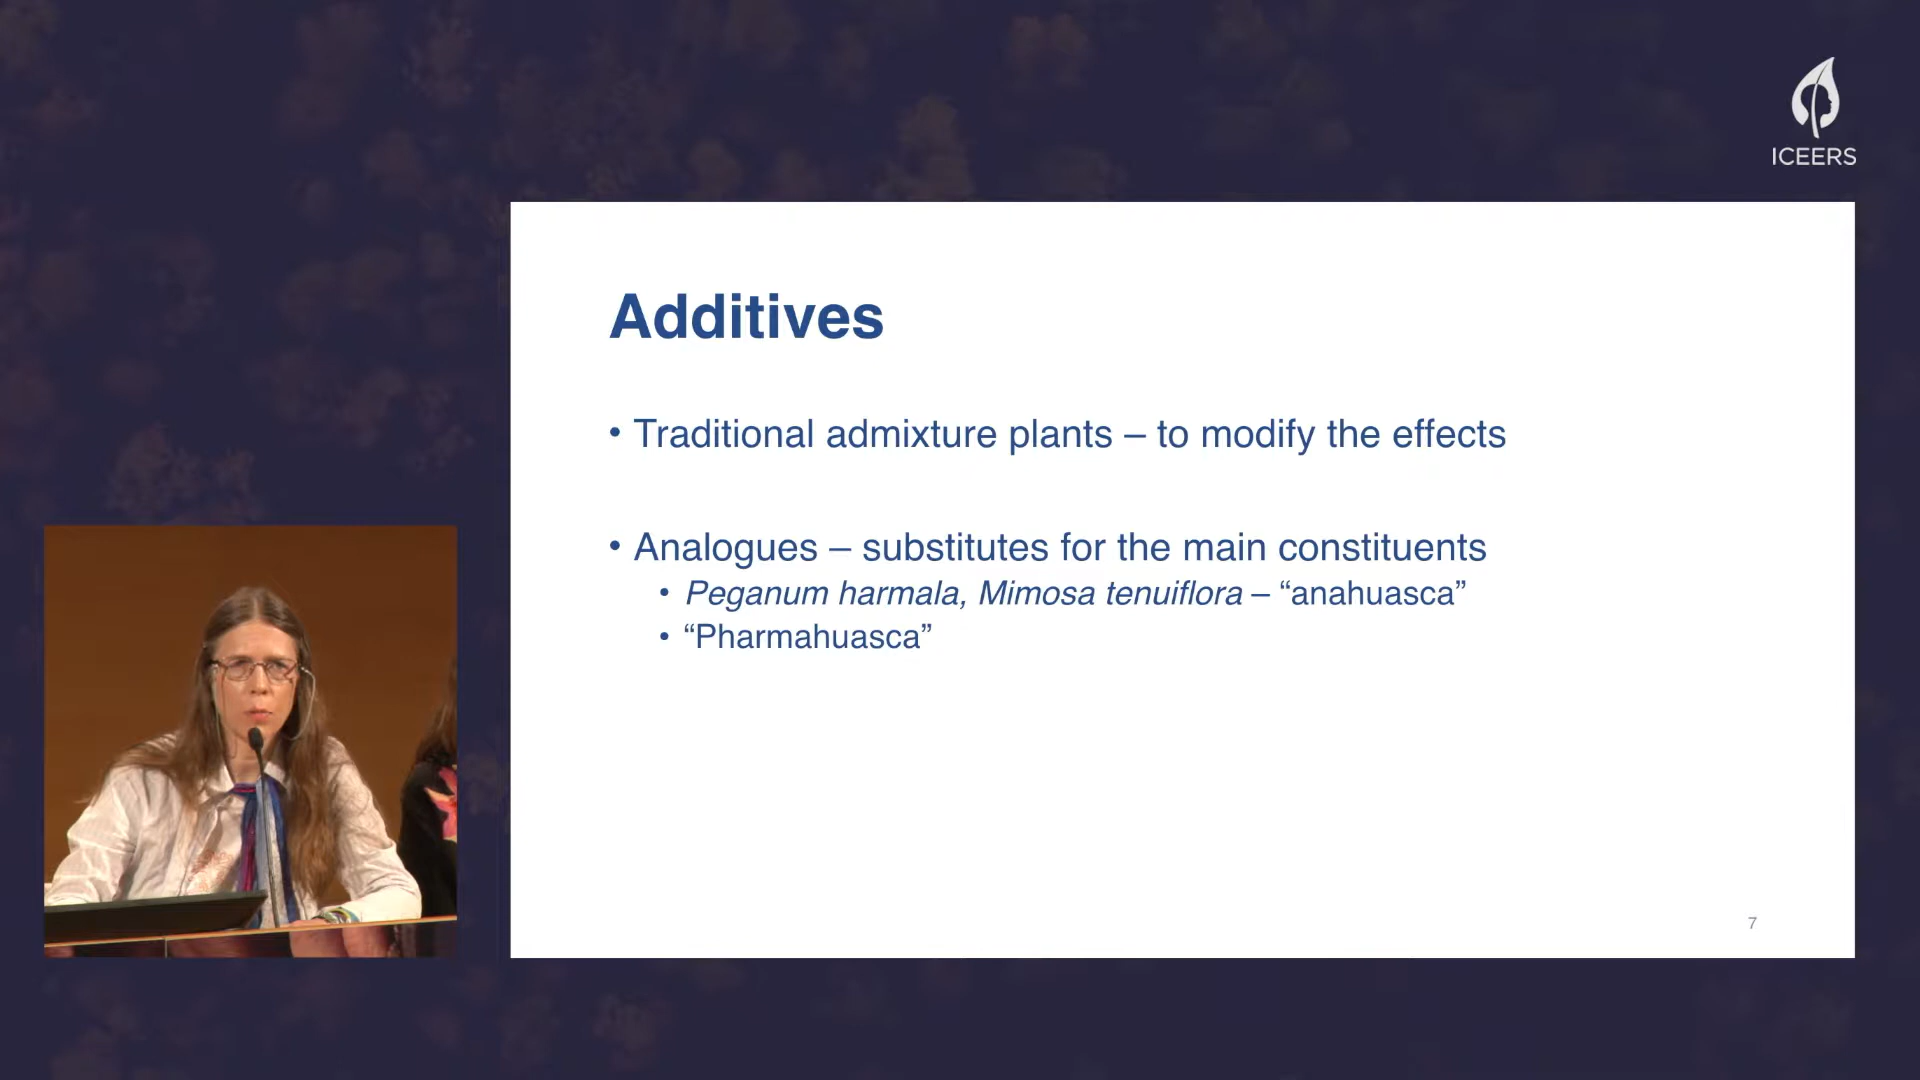 ICEERS
Additives
• Traditional admixture plants – to modify the effects
• Analogues – substitutes for the main constituents
• Peganum harmala, Mimosa tenuiflora – “anahuasca”
• “Pharmahuasca”
7